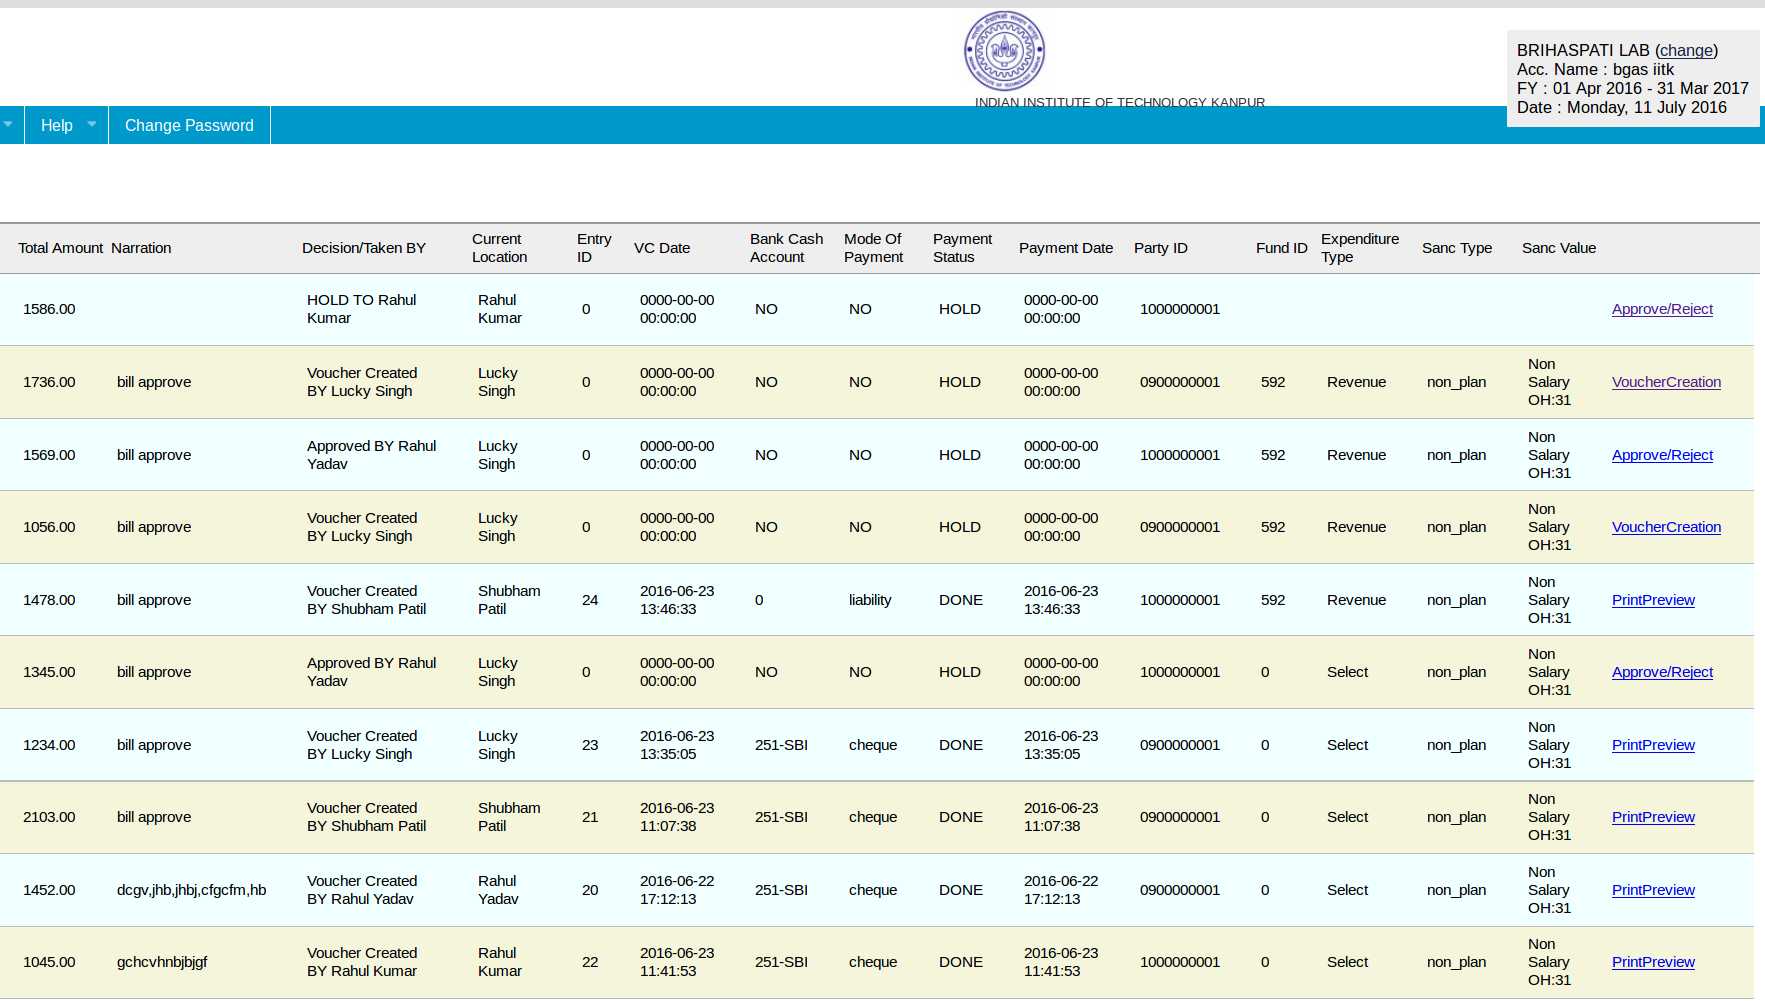 INDIAN INSTITUTE OF TECHNOLOGY KANPUR
BRIHASPATI LAB (change)
Acc. Name : bgas iitk
FY : 01 Apr 2016 - 31 Mar 2017
Date : Monday, 11 July 2016
Help Change Password
Total Amount Narration Decision/Taken BY Current Location Entry ID VC Date Bank Cash Account Mode Of Payment Payment Status Payment Date Party ID Fund ID Expenditure Type Sanc Type Sanc Value
1586.00 HOLD TO Rahul Kumar Rahul Kumar 0 0000-00-00 00:00:00 NO NO HOLD 0000-00-00 00:00:00 1000000001 Approve/Reject
1736.00 bill approve Voucher Created BY Lucky Singh Lucky Singh 0 0000-00-00 00:00:00 NO NO HOLD 0000-00-00 00:00:00 0900000001 592 Revenue non_plan Non Salary OH:31 VoucherCreation
1569.00 bill approve Approved BY Rahul Yadav Lucky Singh 0 0000-00-00 00:00:00 NO NO HOLD 0000-00-00 00:00:00 1000000001 592 Revenue non_plan Non Salary OH:31 Approve/Reject
1056.00 bill approve Voucher Created BY Lucky Singh Lucky Singh 0 0000-00-00 00:00:00 NO NO HOLD 0000-00-00 00:00:00 0900000001 592 Revenue non_plan Non Salary OH:31 VoucherCreation
1478.00 bill approve Voucher Created BY Shubham Patil Shubham Patil 24 2016-06-23 13:46:33 0 liability DONE 2016-06-23 13:46:33 1000000001 592 Revenue non_plan Non Salary OH:31 PrintPreview
1345.00 bill approve Approved BY Rahul Yadav Lucky Singh 0 0000-00-00 00:00:00 NO NO HOLD 0000-00-00 00:00:00 1000000001 0 Select non_plan Non Salary OH:31 Approve/Reject
1234.00 bill approve Voucher Created BY Lucky Singh Lucky Singh 23 2016-06-23 13:35:05 251-SBI cheque DONE 2016-06-23 13:35:05 0900000001 0 Select non_plan Non Salary OH:31 PrintPreview
2103.00 bill approve Voucher Created BY Shubham Patil Shubham Patil 21 2016-06-23 11:07:38 251-SBI cheque DONE 2016-06-23 11:07:38 0900000001 0 Select non_plan Non Salary OH:31 PrintPreview
1452.00 dcgv,jhb,jhbj,cfgcfm,hb Voucher Created BY Rahul Yadav Rahul Yadav 20 2016-06-22 17:12:13 251-SBI cheque DONE 2016-06-22 17:12:13 0900000001 0 Select non_plan Non Salary OH:31 PrintPreview
1045.00 gchcvhnbjbjgf Voucher Created BY Rahul Kumar Rahul Kumar 22 2016-06-23 11:41:53 251-SBI cheque DONE 2016-06-23 11:41:53 1000000001 0 Select non_plan Non Salary OH:31 PrintPreview